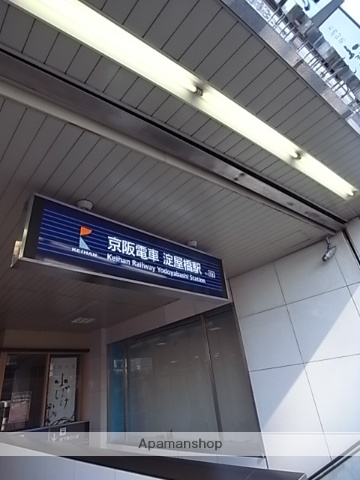 KEIHAN
京阪電車 淀屋橋駅
Keihan Railway Yodoyabashi Station
Apamanshop